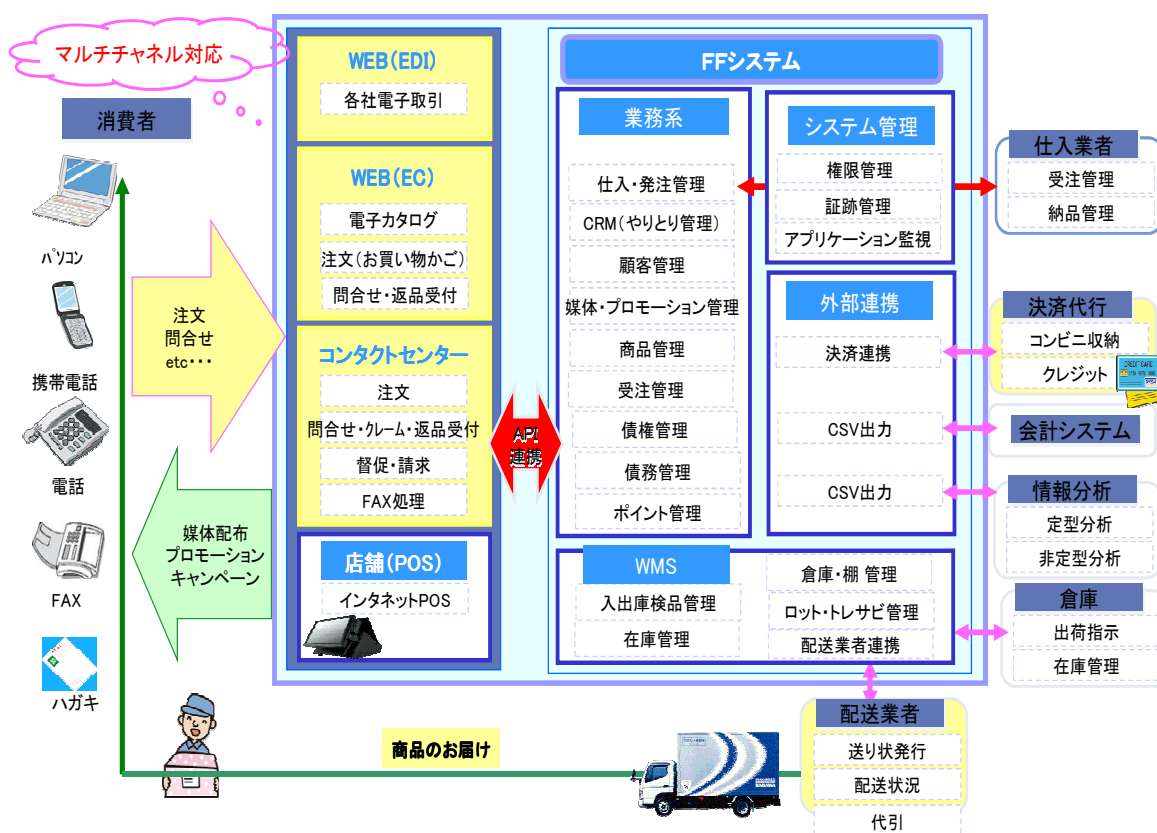 マルチチャネル対応
消費者
パソコン
携帯電話
電話
FAX
ハガキ
注文
問合せ
etc・・・
媒体配布
プロモーション
キャンペーン
WEB(EDI)
各社電子取引
WEB(EC)
電子カタログ
注文(お買い物かご)
問合せ・返品受付
コンタクトセンター
注文
問合せ・クレーム・返品受付
督促・請求
FAX処理
店舗(POS)
インタネットPOS
API
連携
FFシステム
業務系
仕入・発注管理
CRM(やりとり管理)
顧客管理
媒体・プロモーション管理
商品管理
受注管理
債権管理
債務管理
ポイント管理
システム管理
権限管理
証跡管理
アプリケーション監視
外部連携
決済連携
CSV出力
CSV出力
WMS
入出庫検品管理
在庫管理
倉庫・棚 管理
ロット・トレサビ管理
配送業者連携
仕入業者
受注管理
納品管理
決済代行
コンビニ収納
クレジット
CREDIT CARD
会計システム
情報分析
定型分析
非定型分析
倉庫
出荷指示
在庫管理
配送業者
送り状発行
配送状況
代引
商品のお届け